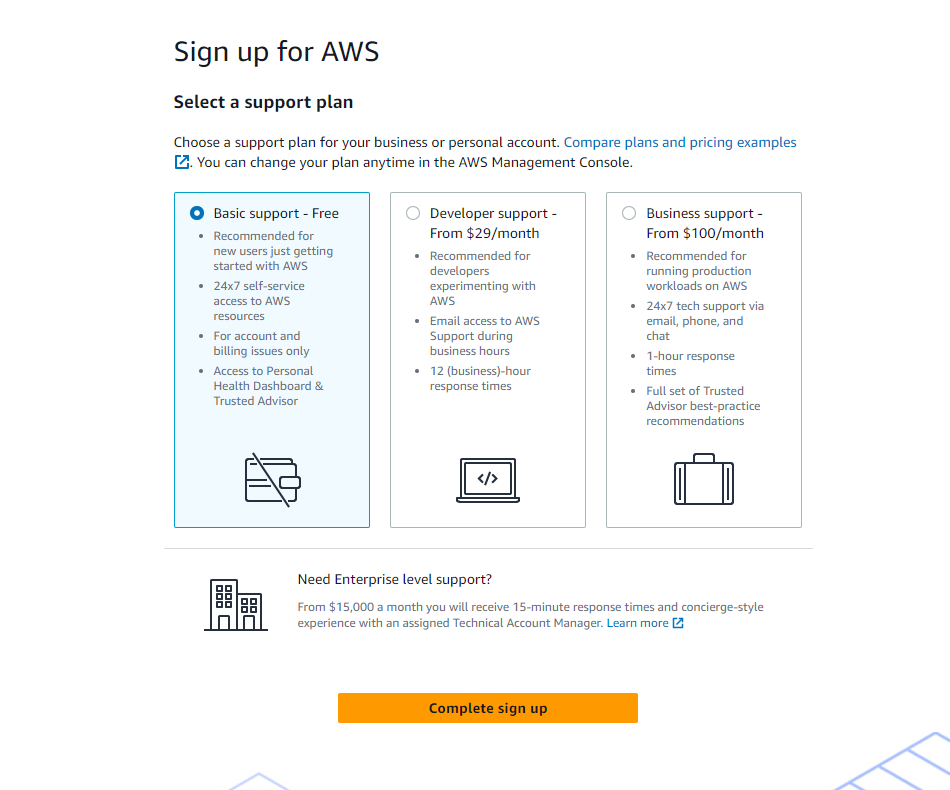 Sign up for AWS
Select a support plan
Choose a support plan for your business or personal account. Compare plans and pricing examples
. You can change your plan anytime in the AWS Management Console.
Basic support - Free
• Recommended for
new users just getting
started with AWS
• 24x7 self-service
access to AWS
resources
• For account and
billing issues only
• Access to Personal
Health Dashboard &
Trusted Advisor
Developer support -
From $29/month
• Recommended for
developers
experimenting with
AWS
• Email access to AWS
Support during
business hours
• 12 (business)-hour
response times
</>
Business support -
From $100/month
• Recommended for
running production
workloads on AWS
• 24x7 tech support via
email, phone, and
chat
• 1-hour response
times
• Full set of Trusted
Advisor best-practice
recommendations
Need Enterprise level support?
From $15,000 a month you will receive 15-minute response times and concierge-style
experience with an assigned Technical Account Manager. Learn more
Complete sign up